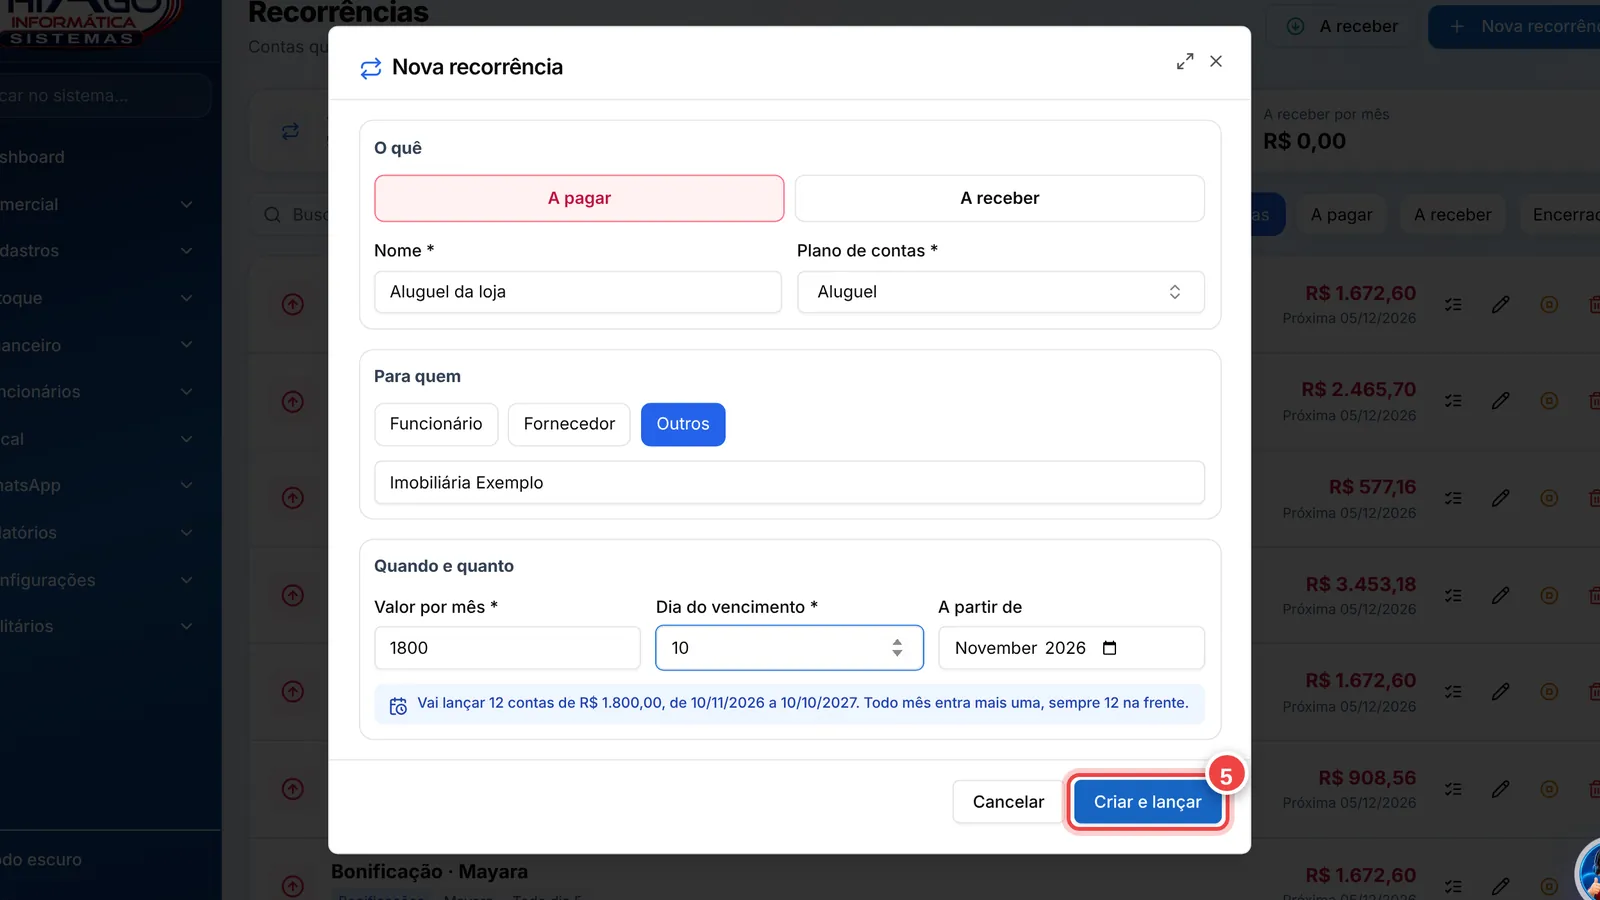 INFORMÁTICA
SISTEMAS
Recorrências
A receber
Nova recorrên
Contas qu
car no sistema...
Nova recorrência
A receber por mês
R$ 0,00
shboard
mercial
dastros
toque
anceiro
ncionários
cal
hatsApp
latórios
nfigurações
litários
do escuro
Busc
as
A pagar
A receber
Encerrad
O quê
A pagar
A receber
Nome *
Plano de contas *
Aluguel da loja
Aluguel
Para quem
Funcionário
Fornecedor
Outros
Imobiliária Exemplo
Quando e quanto
Valor por mês *
Dia do vencimento *
A partir de
1800
10
November 2026
Vai lançar 12 contas de R$ 1.800,00, de 10/11/2026 a 10/10/2027. Todo mês entra mais uma, sempre 12 na frente.
Cancelar
Criar e lançar
5
R$ 1.672,60
Próxima 05/12/2026
R$ 2.465,70
Próxima 05/12/2026
R$ 577,16
Próxima 05/12/2026
R$ 3.453,18
Próxima 05/12/2026
R$ 1.672,60
Próxima 05/12/2026
R$ 908,56
Próxima 05/12/2026
Bonificação · Mayara
R$ 1.672,60